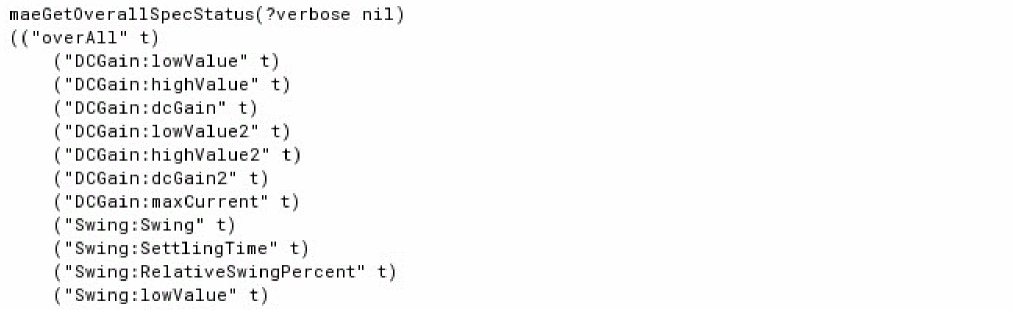 maeGetOverallSpecStatus(?verbose nil)
(("overAll" t)
    ("DCGain:lowValue" t)
    ("DCGain:highValue" t)
    ("DCGain:dcGain" t)
    ("DCGain:lowValue2" t)
    ("DCGain:highValue2" t)
    ("DCGain:dcGain2" t)
    ("DCGain:maxCurrent" t)
    ("Swing:Swing" t)
    ("Swing:SettlingTime" t)
    ("Swing:RelativeSwingPercent" t)
    ("Swing:lowValue" t)